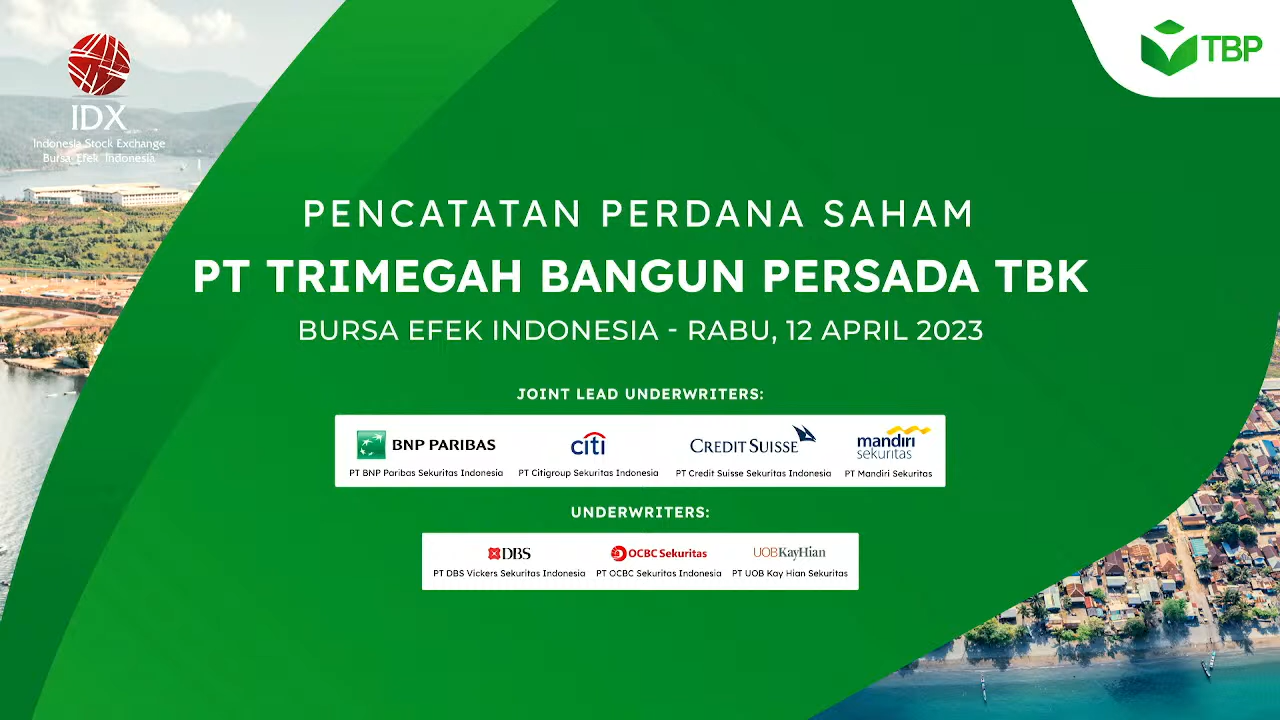 IDX
Indonesia Stock Exchange
Bursa Efek Indonesia
TBP
PENCATATAN PERDANA SAHAM
PT TRIMEGAH BANGUN PERSADA TBK
BURSA EFEK INDONESIA - RABU, 12 APRIL 2023
JOINT LEAD UNDERWRITERS:
BNP PARIBAS citi CREDIT SUISSE mandiri sekuritas
PT BNP Paribas Sekuritas Indonesia PT Citigroup Sekuritas Indonesia PT Credit Suisse Sekuritas Indonesia PT Mandiri Sekuritas
UNDERWRITERS:
DBS OCBC Sekuritas UOBKayHian
PT DBS Vickers Sekuritas Indonesia PT OCBC Sekuritas Indonesia PT UOB Kay Hian Sekuritas